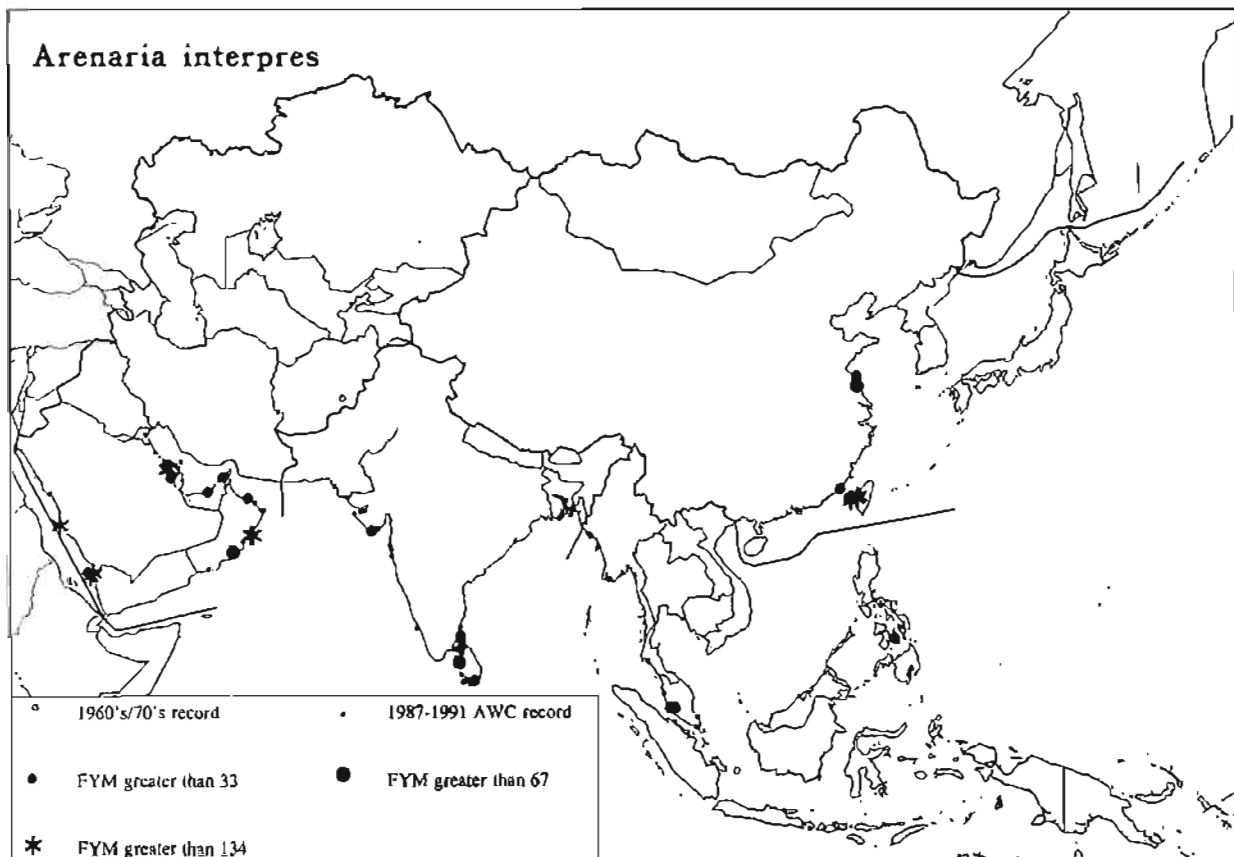 Arenaria interpres
1960's/70's record
1987-1991 AWC record
FYM greater than 33
FYM greater than 67
FYM greater than 134